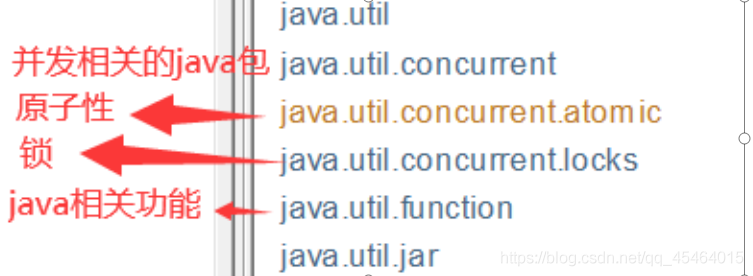 java.util
并发相关的java包 java.util.concurrent
原子性 java.util.concurrent.atomic
锁 java.util.concurrent.locks
java相关功能 java.util.function
java.util.jar
https://blog.csdn.net/qq_45464015